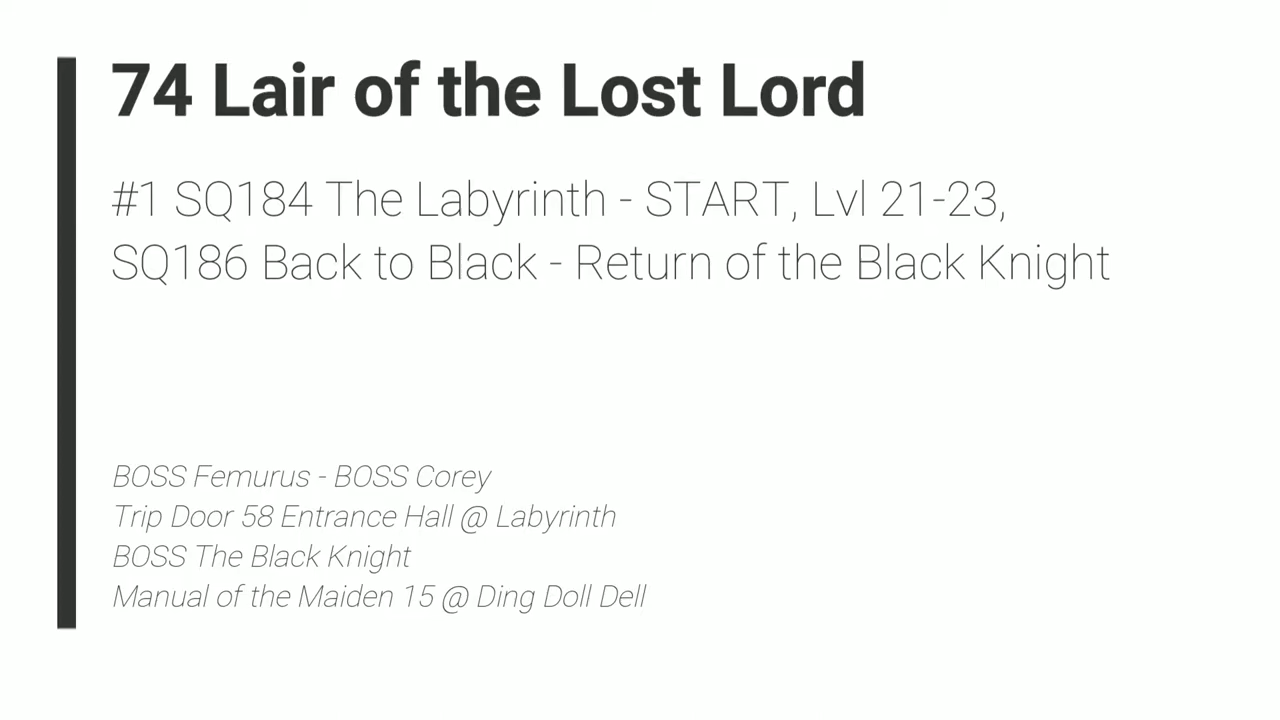 74 Lair of the Lost Lord
#1 SQ184 The Labyrinth - START, Lvl 21-23,
SQ186 Back to Black - Return of the Black Knight
BOSS Femurus - BOSS Corey
Trip Door 58 Entrance Hall @ Labyrinth
BOSS The Black Knight
Manual of the Maiden 15 @ Ding Doll Dell